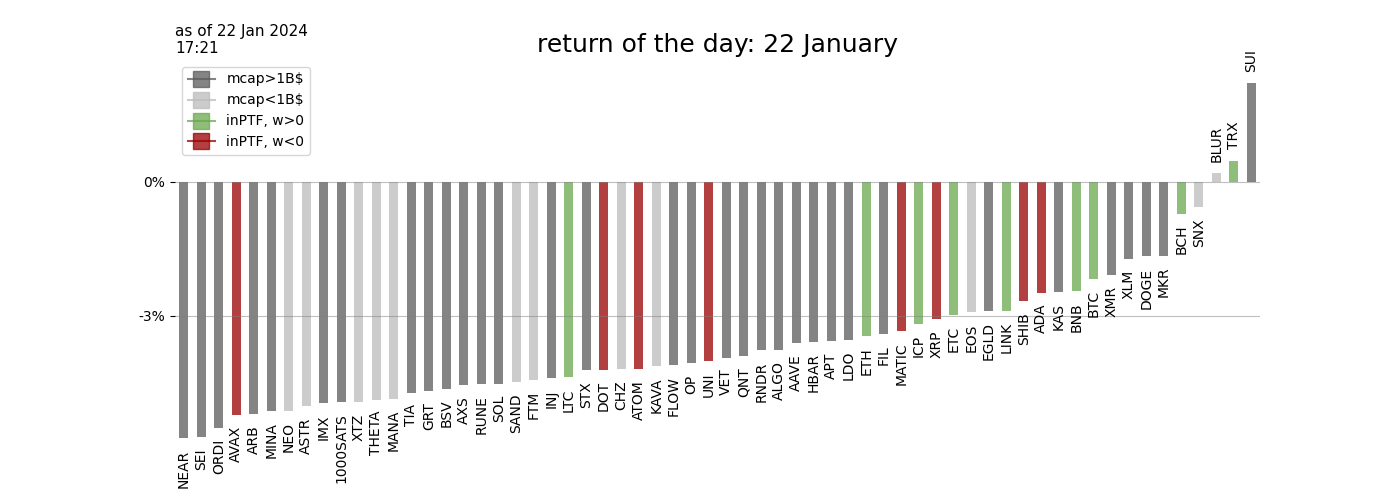 as of 22 Jan 2024
17:21
return of the day: 22 January
mcap>1B$
mcap<1B$
inPTF, w>0
inPTF, w<0
0%
-3%
NEAR
SEI
ORDI
AVAX
ARB
MINA
NEO
ASTR
IMX
1000SATS
XTZ
THETA
MANA
TIA
GRT
BSV
AXS
RUNE
SOL
SAND
FTM
INJ
LTC
STX
DOT
CHZ
ATOM
KAVA
FLOW
OP
UNI
VET
QNT
RNDR
ALGO
AAVE
HBAR
APT
LDO
ETH
FIL
MATIC
ICP
XRP
ETC
EOS
EGLD
LINK
SHIB
ADA
KAS
BNB
BTC
XMR
XLM
DOGE
MKR
BCH
SNX
BLUR
TRX
SUI